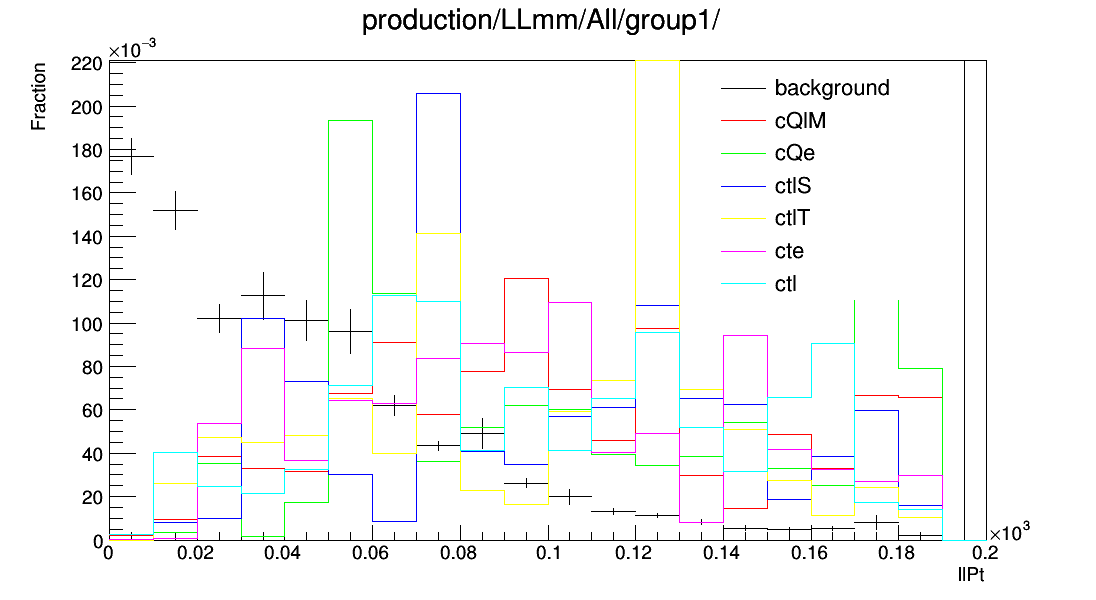 production/LLmm/All/group1/
×10⁻³
Fraction
220
200
180
160
140
120
100
80
60
40
20
0
background
cQlM
cQe
ctlS
ctlT
cte
ctl
0 0.02 0.04 0.06 0.08 0.1 0.12 0.14 0.16 0.18 0.2
×10³
llPt